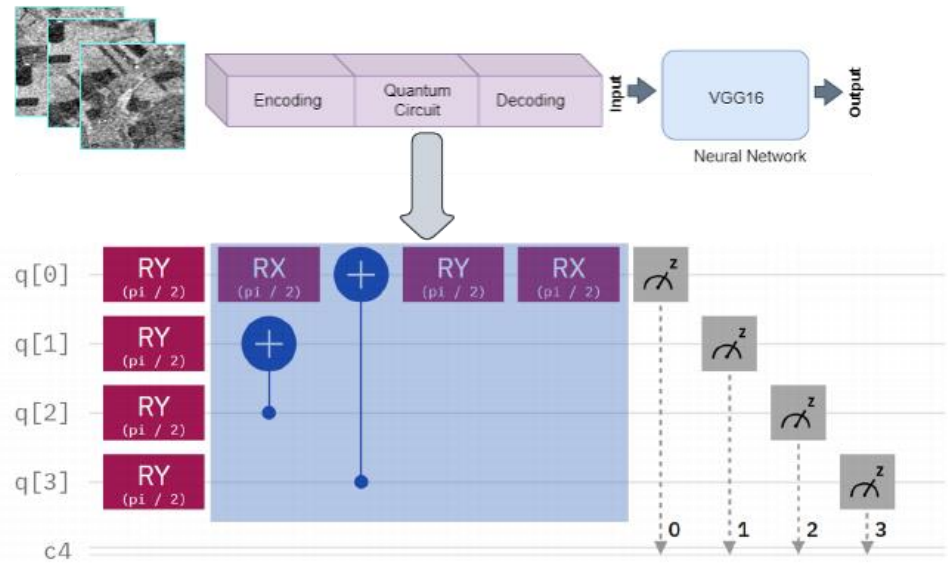 Encoding
Quantum
Circuit
Decoding
Input
VGG16
Output
Neural Network
q[0]
RY
(pi / 2)
RX
(pi / 2)
+
RY
(pi / 2)
RX
(pi / 2)
z
q[1]
RY
(pi / 2)
+
z
q[2]
RY
(pi / 2)
z
q[3]
RY
(pi / 2)
z
0
1
2
3
c4